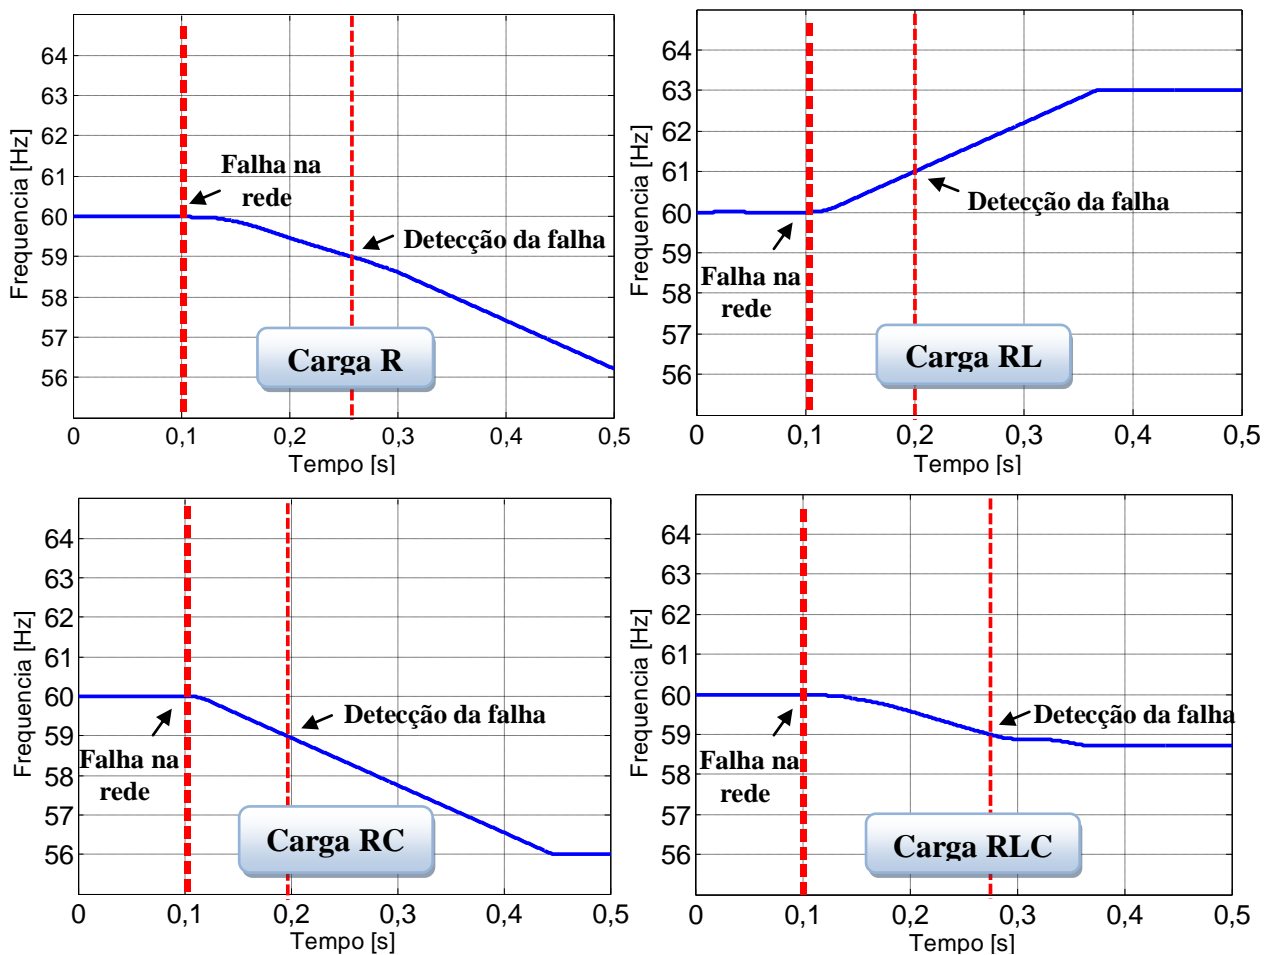 64
63
62
61
60
59
58
57
56
Frequencia [Hz]
Falha na
rede
Detecção da falha
Carga R
0
0,1
0,2
0,3
0,4
0,5
Tempo [s]
64
63
62
61
60
59
58
57
56
Frequencia [Hz]
Detecção da falha
Falha na
rede
Carga RL
0
0,1
0,2
0,3
0,4
0,5
Tempo [s]
64
63
62
61
60
59
58
57
56
Frequencia [Hz]
Detecção da falha
Falha na
rede
Carga RC
0
0,1
0,2
0,3
0,4
0,5
Tempo [s]
64
63
62
61
60
59
58
57
56
Frequencia [Hz]
Detecção da falha
Falha na
rede
Carga RLC
0
0,1
0,2
0,3
0,4
0,5
Tempo [s]